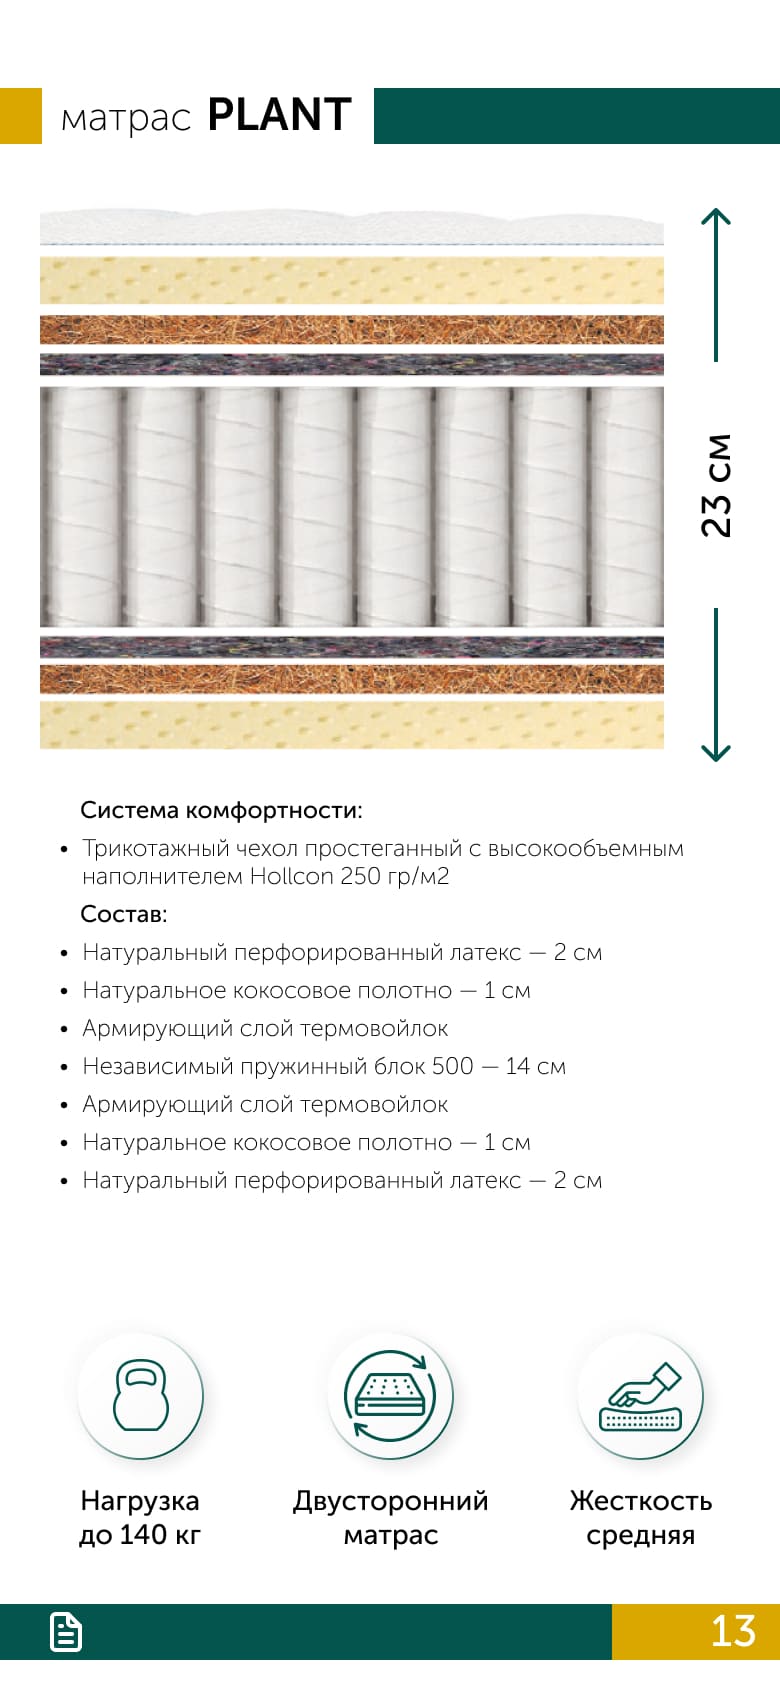 матрас PLANT
23 см
Система комфортности:
• Трикотажный чехол простеганный с высокообъемным
наполнителем Hollcon 250 гр/м2
Состав:
• Натуральный перфорированный латекс — 2 см
• Натуральное кокосовое полотно — 1 см
• Армирующий слой термовойлок
• Независимый пружинный блок 500 — 14 см
• Армирующий слой термовойлок
• Натуральное кокосовое полотно — 1 см
• Натуральный перфорированный латекс — 2 см
Нагрузка
до 140 кг
Двусторонний
матрас
Жесткость
средняя
13